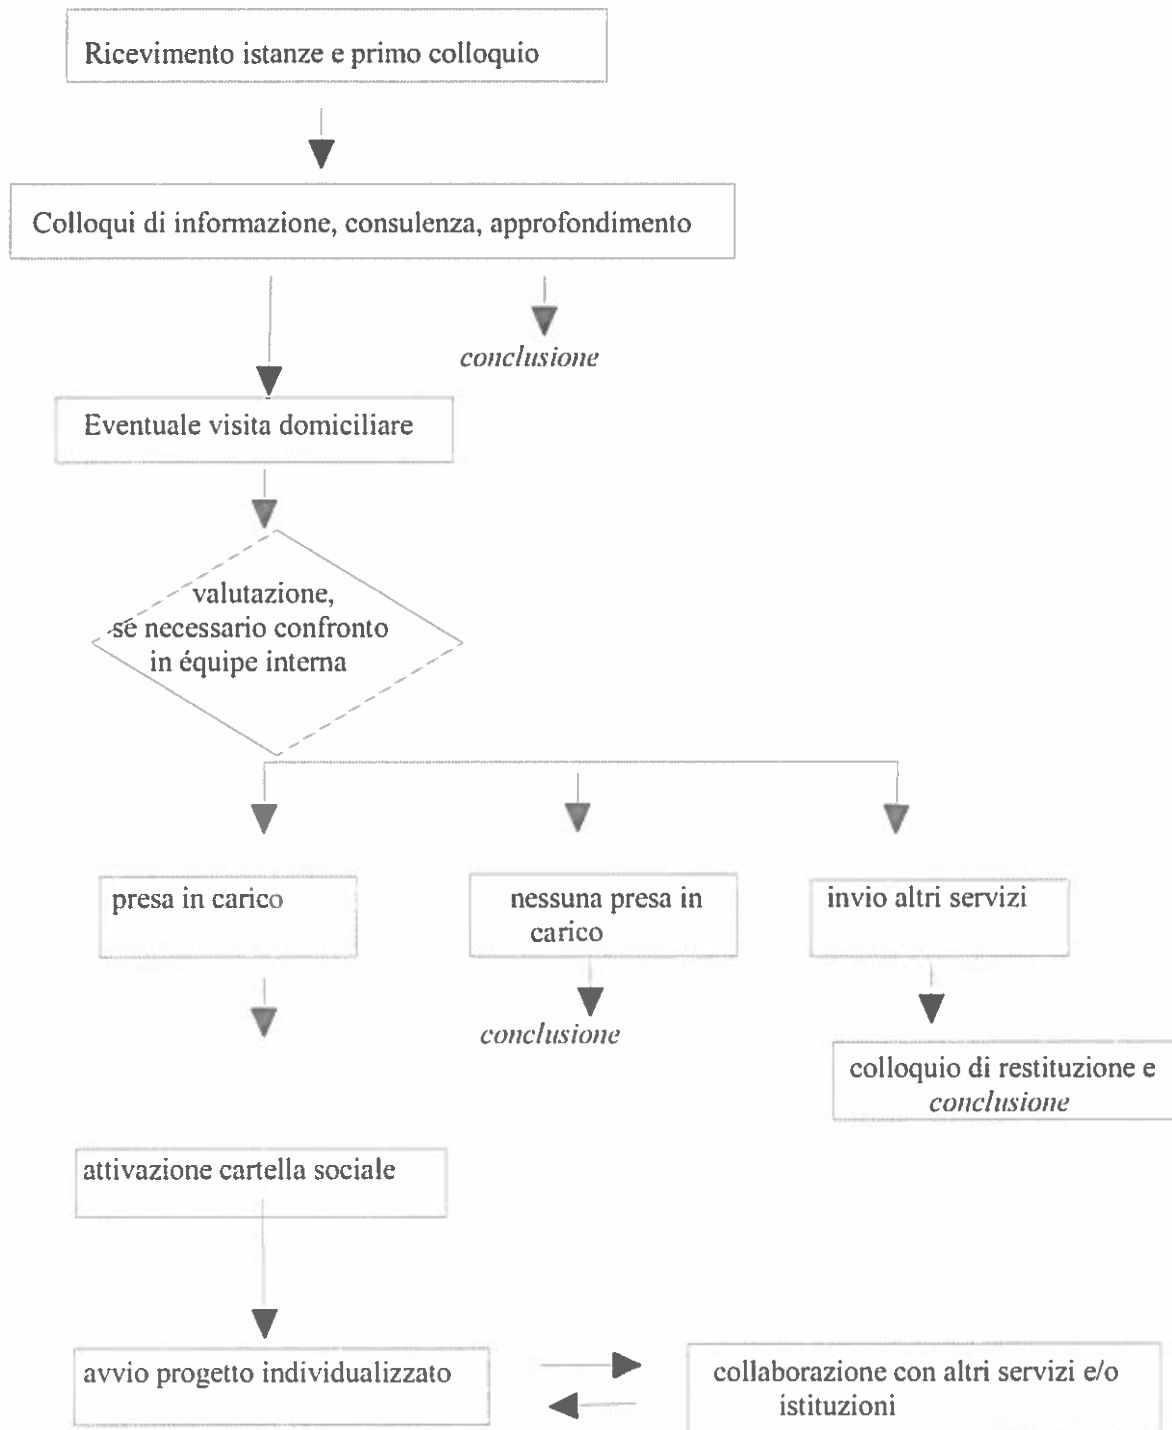 Ricevimento istanze e primo colloquio
Colloqui di informazione, consulenza, approfondimento
conclusione
Eventuale visita domiciliare
valutazione,
se necessario confronto
in équipe interna
presa in carico
nessuna presa in
carico
invio altri servizi
conclusione
colloquio di restituzione e
conclusione
attivazione cartella sociale
avvio progetto individualizzato
collaborazione con altri servizi e/o
istituzioni